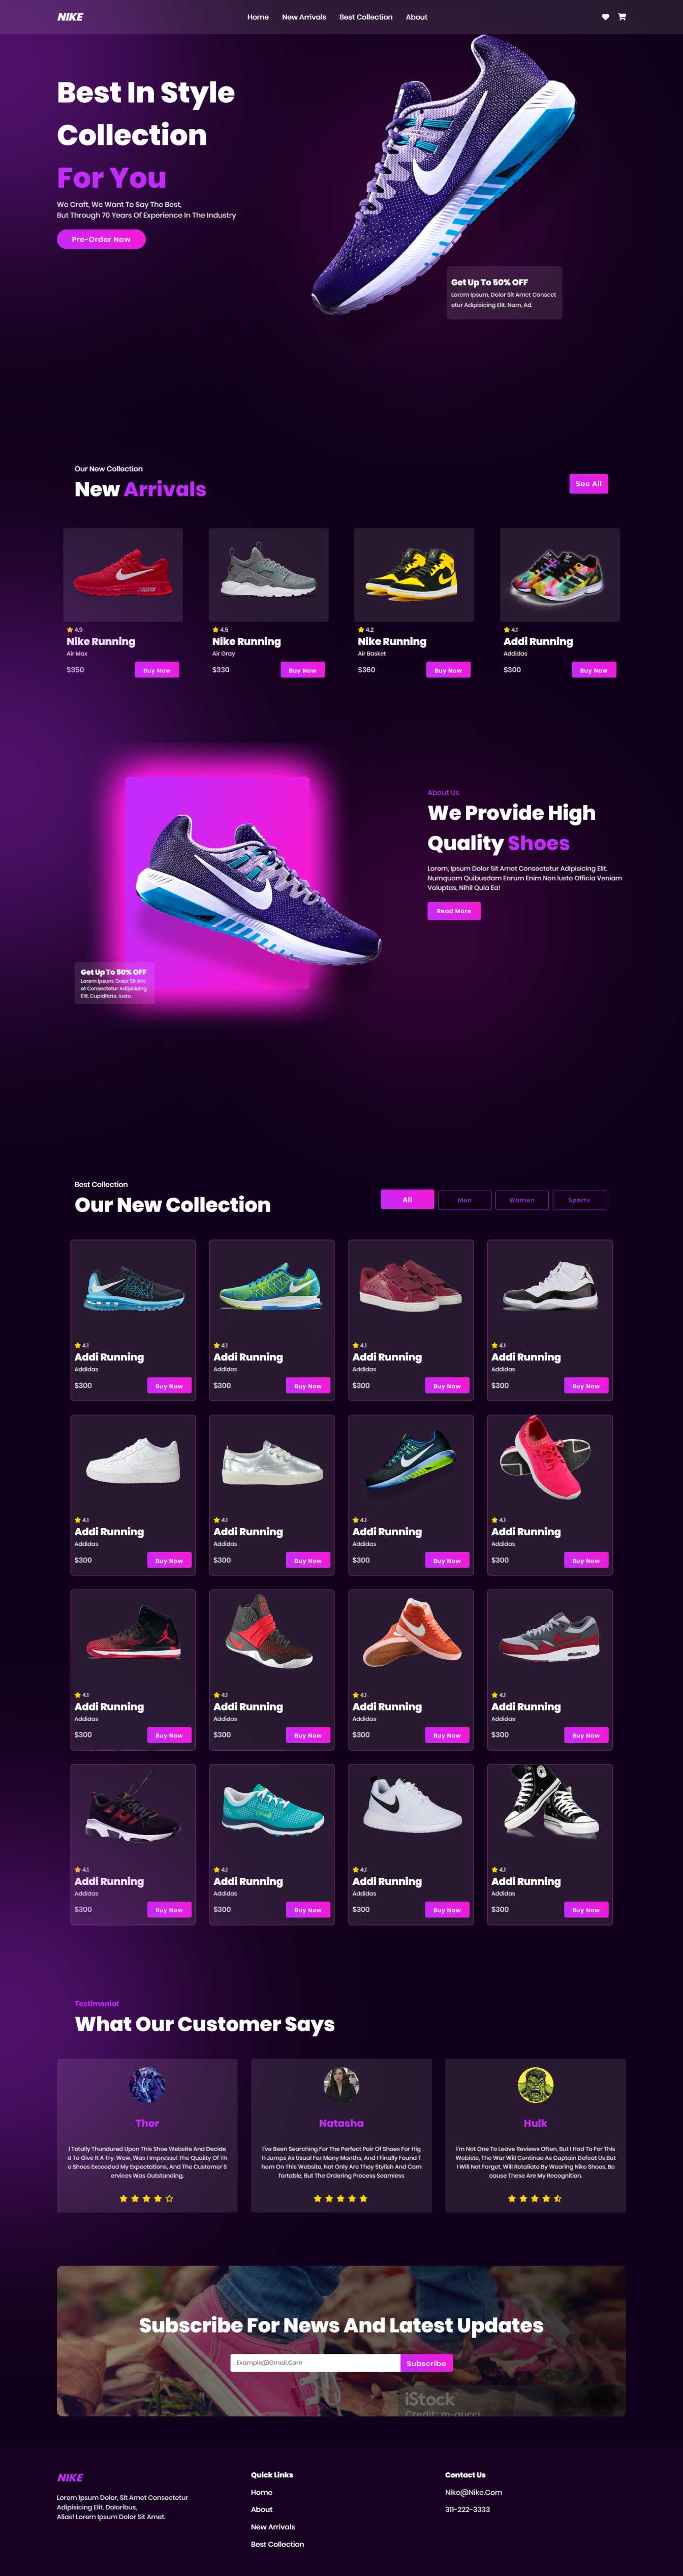 NIKE
Home
New Arrivals
Best Collection
About
Best In Style
Collection
For You
We Craft, We Want To Say The Best,
But Through 70 Years Of Experience In The Industry
Pre-Order Now
Get Up To 50% OFF
Lorem Ipsum, Dolor Sit Amet Consect
etur Adipisicing Elit. Nam, Ad.
Our New Collection
New Arrivals
See All
4.9
Nike Running
Air Max
$350
Buy Now
4.5
Nike Running
Air Gray
$330
Buy Now
4.2
Nike Running
Air Basket
$360
Buy Now
4.1
Addi Running
Addidas
$300
Buy Now
About Us
We Provide High
Quality Shoes
Lorem, Ipsum Dolor Sit Amet Consectetur Adipisicing Elit.
Numquam Quibusdam Earum Enim Non Iusto Officia Veniam
Voluptas, Nihil Quia Ea!
Read More
Get Up To 50% OFF
Lorem Ipsum, Dolor Sit Am
et Consectetur Adipisicing
Elit. Cupiditate, Iusto.
Best Collection
Our New Collection
All
Men
Women
Sports
4.1
Addi Running
Addidas
$300
Buy Now
4.1
Addi Running
Addidas
$300
Buy Now
4.1
Addi Running
Addidas
$300
Buy Now
4.1
Addi Running
Addidas
$300
Buy Now
4.1
Addi Running
Addidas
$300
Buy Now
4.1
Addi Running
Addidas
$300
Buy Now
4.1
Addi Running
Addidas
$300
Buy Now
4.1
Addi Running
Addidas
$300
Buy Now
4.1
Addi Running
Addidas
$300
Buy Now
4.1
Addi Running
Addidas
$300
Buy Now
4.1
Addi Running
Addidas
$300
Buy Now
4.1
Addi Running
Addidas
$300
Buy Now
4.1
Addi Running
Addidas
$300
Buy Now
4.1
Addi Running
Addidas
$300
Buy Now
4.1
Addi Running
Addidas
$300
Buy Now
4.1
Addi Running
Addidas
$300
Buy Now
Testimonial
What Our Customer Says
Thor
I Totally Thundured Upon This Shoe Website And Decide
d To Give It A Try. Wow, Was I Impresss! The Quality Of Th
e Shoes Exceeded My Expectations, And The Customer S
ervices Was Outstanding.
Natasha
I've Been Searching For The Perfect Pair Of Shoes For Hig
h Jumps As Usual For Many Months, And I Finally Found T
hem On This Website, Not Only Are They Stylish And Com
fortable, But The Ordering Process Seamless
Hulk
I'm Not One To Leave Reviews Often, But I Had To For This
Webiste, The War Will Continue As Captain Defeat Us But
I Will Not Forget, Will Retaliate By Wearing Nike Shoes, Be
cause These Are My Recognition.
Subscribe For News And Latest Updates
Example@Gmail.Com
Subscribe
iStock
Credit: m-gucci
NIKE
Lorem Ipsum Dolor, Sit Amet Consectetur
Adipisicing Elit. Doloribus,
Alias! Lorem Ipsum Dolor Sit Amet.
Quick Links
Home
About
New Arrivals
Best Collection
Contact Us
Nike@Nike.Com
311-222-3333